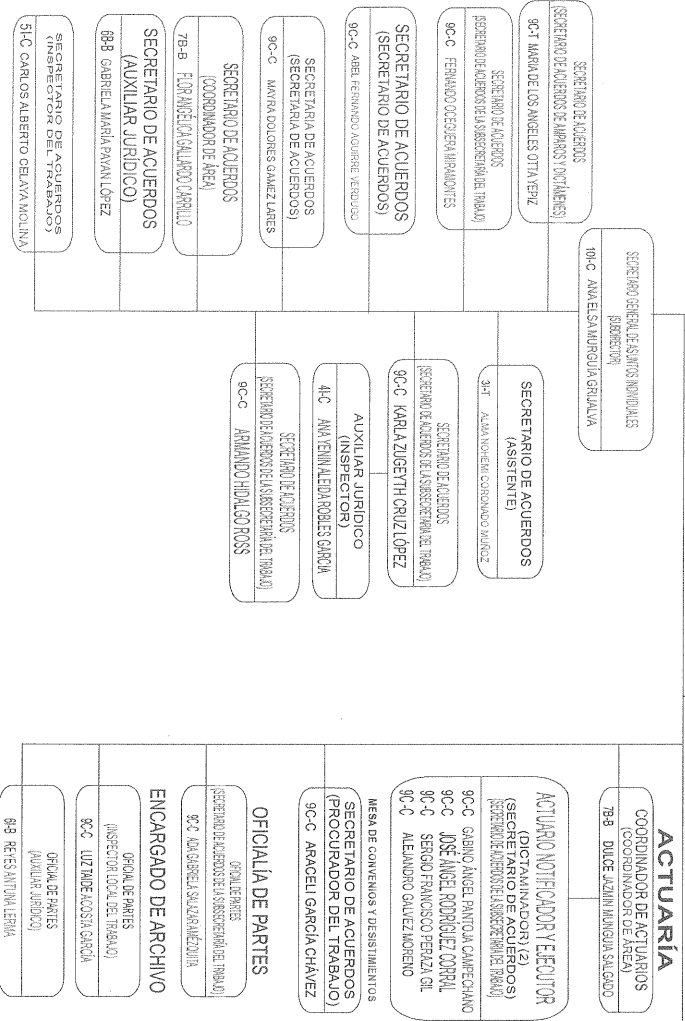 SECRETARIO GENERAL DE ASUNTOS INDIVIDUALES
(SUBDIRECTOR)
10I-C ANA ELSA MURGUÍA GRIJALVA
SECRETARIO DE ACUERDOS
(SECRETARIO DE ACUERDOS DE AMPAROS Y DICTÁMENES)
9C-T MARIA DE LOS ANGELES OTTA YEPIZ
SECRETARIO DE ACUERDOS
(SECRETARIO DE ACUERDOS DE LA SUBSECRETARÍA DEL TRABAJO)
9C-C FERNANDO OCEGUERA MIRAMONTES
SECRETARIO DE ACUERDOS
(SECRETARIO DE ACUERDOS)
9C-C ABEL FERNANDO AGUIRRE VERDUGO
SECRETARIA DE ACUERDOS
(SECRETARIA DE ACUERDOS)
9C-C MAYRA DOLORES GAMEZ LARES
SECRETARIO DE ACUERDOS
(COORDINADOR DE ÁREA)
7B-B FLOR ANGÉLICA GALLARDO CARRILLO
SECRETARIO DE ACUERDOS
(AUXILIAR JURÍDICO)
6B-B GABRIELA MARÍA PAYAN LÓPEZ
SECRETARIO DE ACUERDOS
(INSPECTOR DEL TRABAJO)
5I-C CARLOS ALBERTO CELAYA MOLINA
SECRETARIO DE ACUERDOS
(ASISTENTE)
3I-T ALMA NOHEMI CORONADO MUÑOZ
SECRETARIO DE ACUERDOS
(SECRETARIO DE ACUERDOS DE LA SUBSECRETARIA DEL TRABAJO)
9C-C KARLA ZUGEYTH CRUZ LÓPEZ
AUXILIAR JURÍDICO
(INSPECTOR)
4I-C ANA YENIN ALEIDA ROBLES GARCÍA
SECRETARIO DE ACUERDOS
(SECRETARIO DE ACUERDOS DE LA SUBSECRETARÍA DEL TRABAJO)
9C-C ARMANDO HIDALGO ROSS
ACTUARÍA
COORDINADOR DE ACTUARIOS
(COORDINADOR DE ÁREA)
7B-B DULCE JAZMIN MUNGUIA SALGADO
ACTUARIO NOTIFICADOR Y EJECUTOR
(DICTAMINADOR) (2)
(SECRETARIO DE ACUERDOS)
(SECRETARIO DE ACUERDOS DE LA SUBSECRETARIA DEL TRABAJO)
9C-C GABINO ÁNGEL PANTOJA CAMPECHANO
9C-C JOSÉ ÁNGEL RODRÍGUEZ CORRAL
9C-C SERGIO FRANCISCO PERAZA GIL
9C-C ALEJANDRO GALVEZ MORENO
MESA DE CONVENIOS Y DESISTIMIENTOS
SECRETARIO DE ACUERDOS
(PROCURADOR DEL TRABAJO)
9C-C ARACELI GARCÍA CHÁVEZ
OFICIALÍA DE PARTES
OFICIAL DE PARTES
(SECRETARIO DE ACUERDOS DE LA SUBSECRETARÍA DEL TRABAJO)
9C-C ADA GABRIELA SALAZAR AMÉZQUITA
ENCARGADO DE ARCHIVO
OFICIAL DE PARTES
(INSPECTOR LOCAL DEL TRABAJO)
9C-C LUZ TAIDE ACOSTA GARCÍA
OFICIAL DE PARTES
(AUXILIAR JURÍDICO)
6I-B REYES ANTUNA LERMA